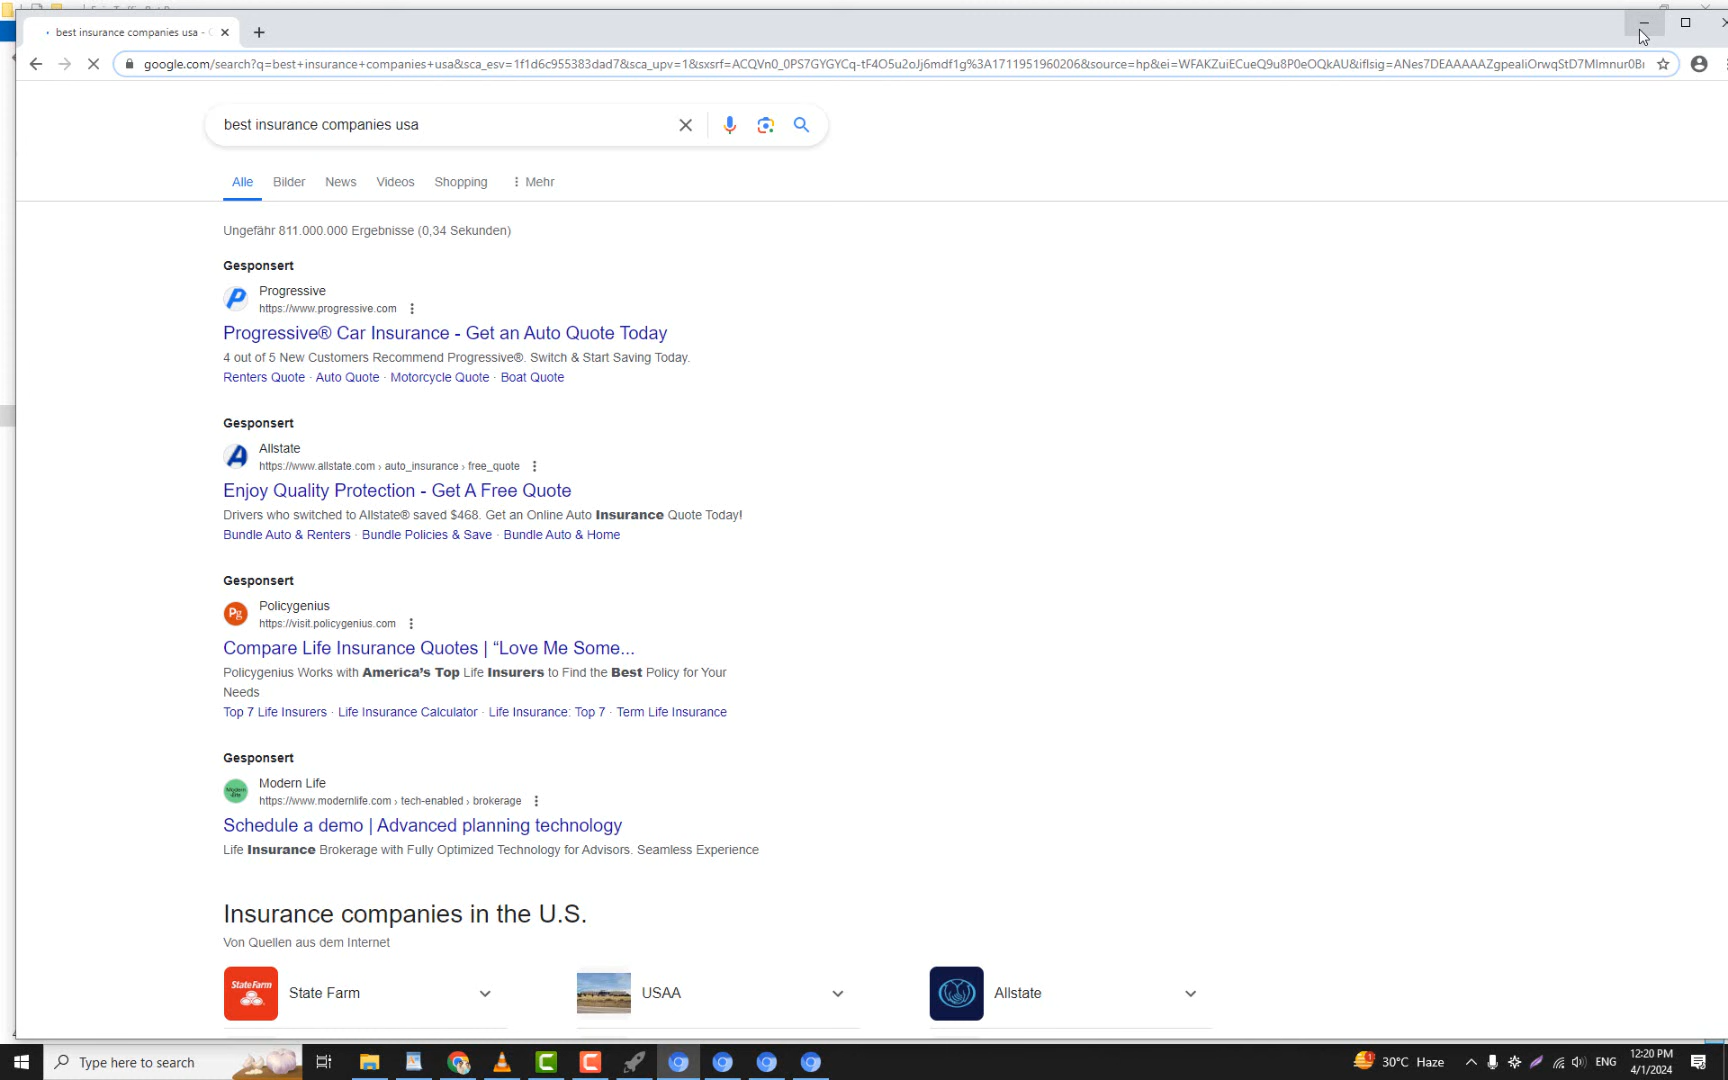 best insurance companies usa -
google.com/search?q=best+insurance+companies+usa&sca_esv=1f1d6c955383dad7&sca_upv=1&sxsrf=ACQVn0_0PS7GYGYCq-tF4O5u2oJj6mdf1g%3A1711951960206&source=hp&ei=WFAKZuiECueQ9u8P0eOQkAU&iflsig=ANes7DEAAAAAZgpealiOrwqStD7MImnur0B
best insurance companies usa
Alle Bilder News Videos Shopping Mehr
Ungefähr 811.000.000 Ergebnisse (0,34 Sekunden)
Gesponsert
Progressive
https://www.progressive.com
Progressive® Car Insurance - Get an Auto Quote Today
4 out of 5 New Customers Recommend Progressive®. Switch & Start Saving Today.
Renters Quote · Auto Quote · Motorcycle Quote · Boat Quote
Gesponsert
Allstate
https://www.allstate.com › auto_insurance › free_quote
Enjoy Quality Protection - Get A Free Quote
Drivers who switched to Allstate® saved $468. Get an Online Auto Insurance Quote Today!
Bundle Auto & Renters · Bundle Policies & Save · Bundle Auto & Home
Gesponsert
Pg
Policygenius
https://visit.policygenius.com
Compare Life Insurance Quotes | “Love Me Some...
Policygenius Works with America’s Top Life Insurers to Find the Best Policy for Your
Needs
Top 7 Life Insurers · Life Insurance Calculator · Life Insurance: Top 7 · Term Life Insurance
Gesponsert
Modern Life
Modern Life
https://www.modernlife.com › tech-enabled › brokerage
Schedule a demo | Advanced planning technology
Life Insurance Brokerage with Fully Optimized Technology for Advisors. Seamless Experience
Insurance companies in the U.S.
Von Quellen aus dem Internet
State Farm
State Farm
USAA
Allstate
Type here to search
1
30°C Haze
ENG
12:20 PM
4/1/2024